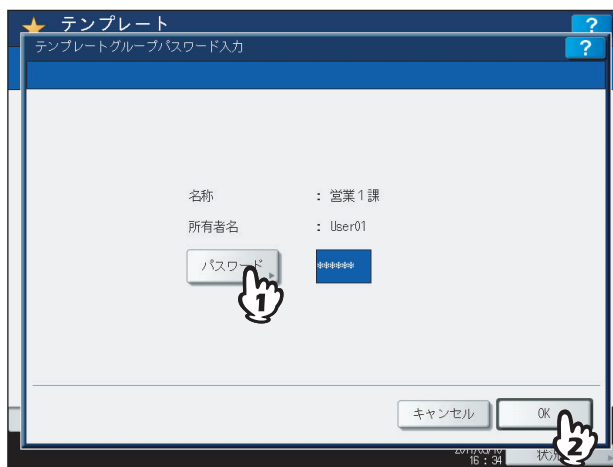 テンプレート
?
テンプレートグループパスワード入力
?
名称 : 営業1課
所有者名 : User01
パスワード ******
1
キャンセル
OK
2
16:34